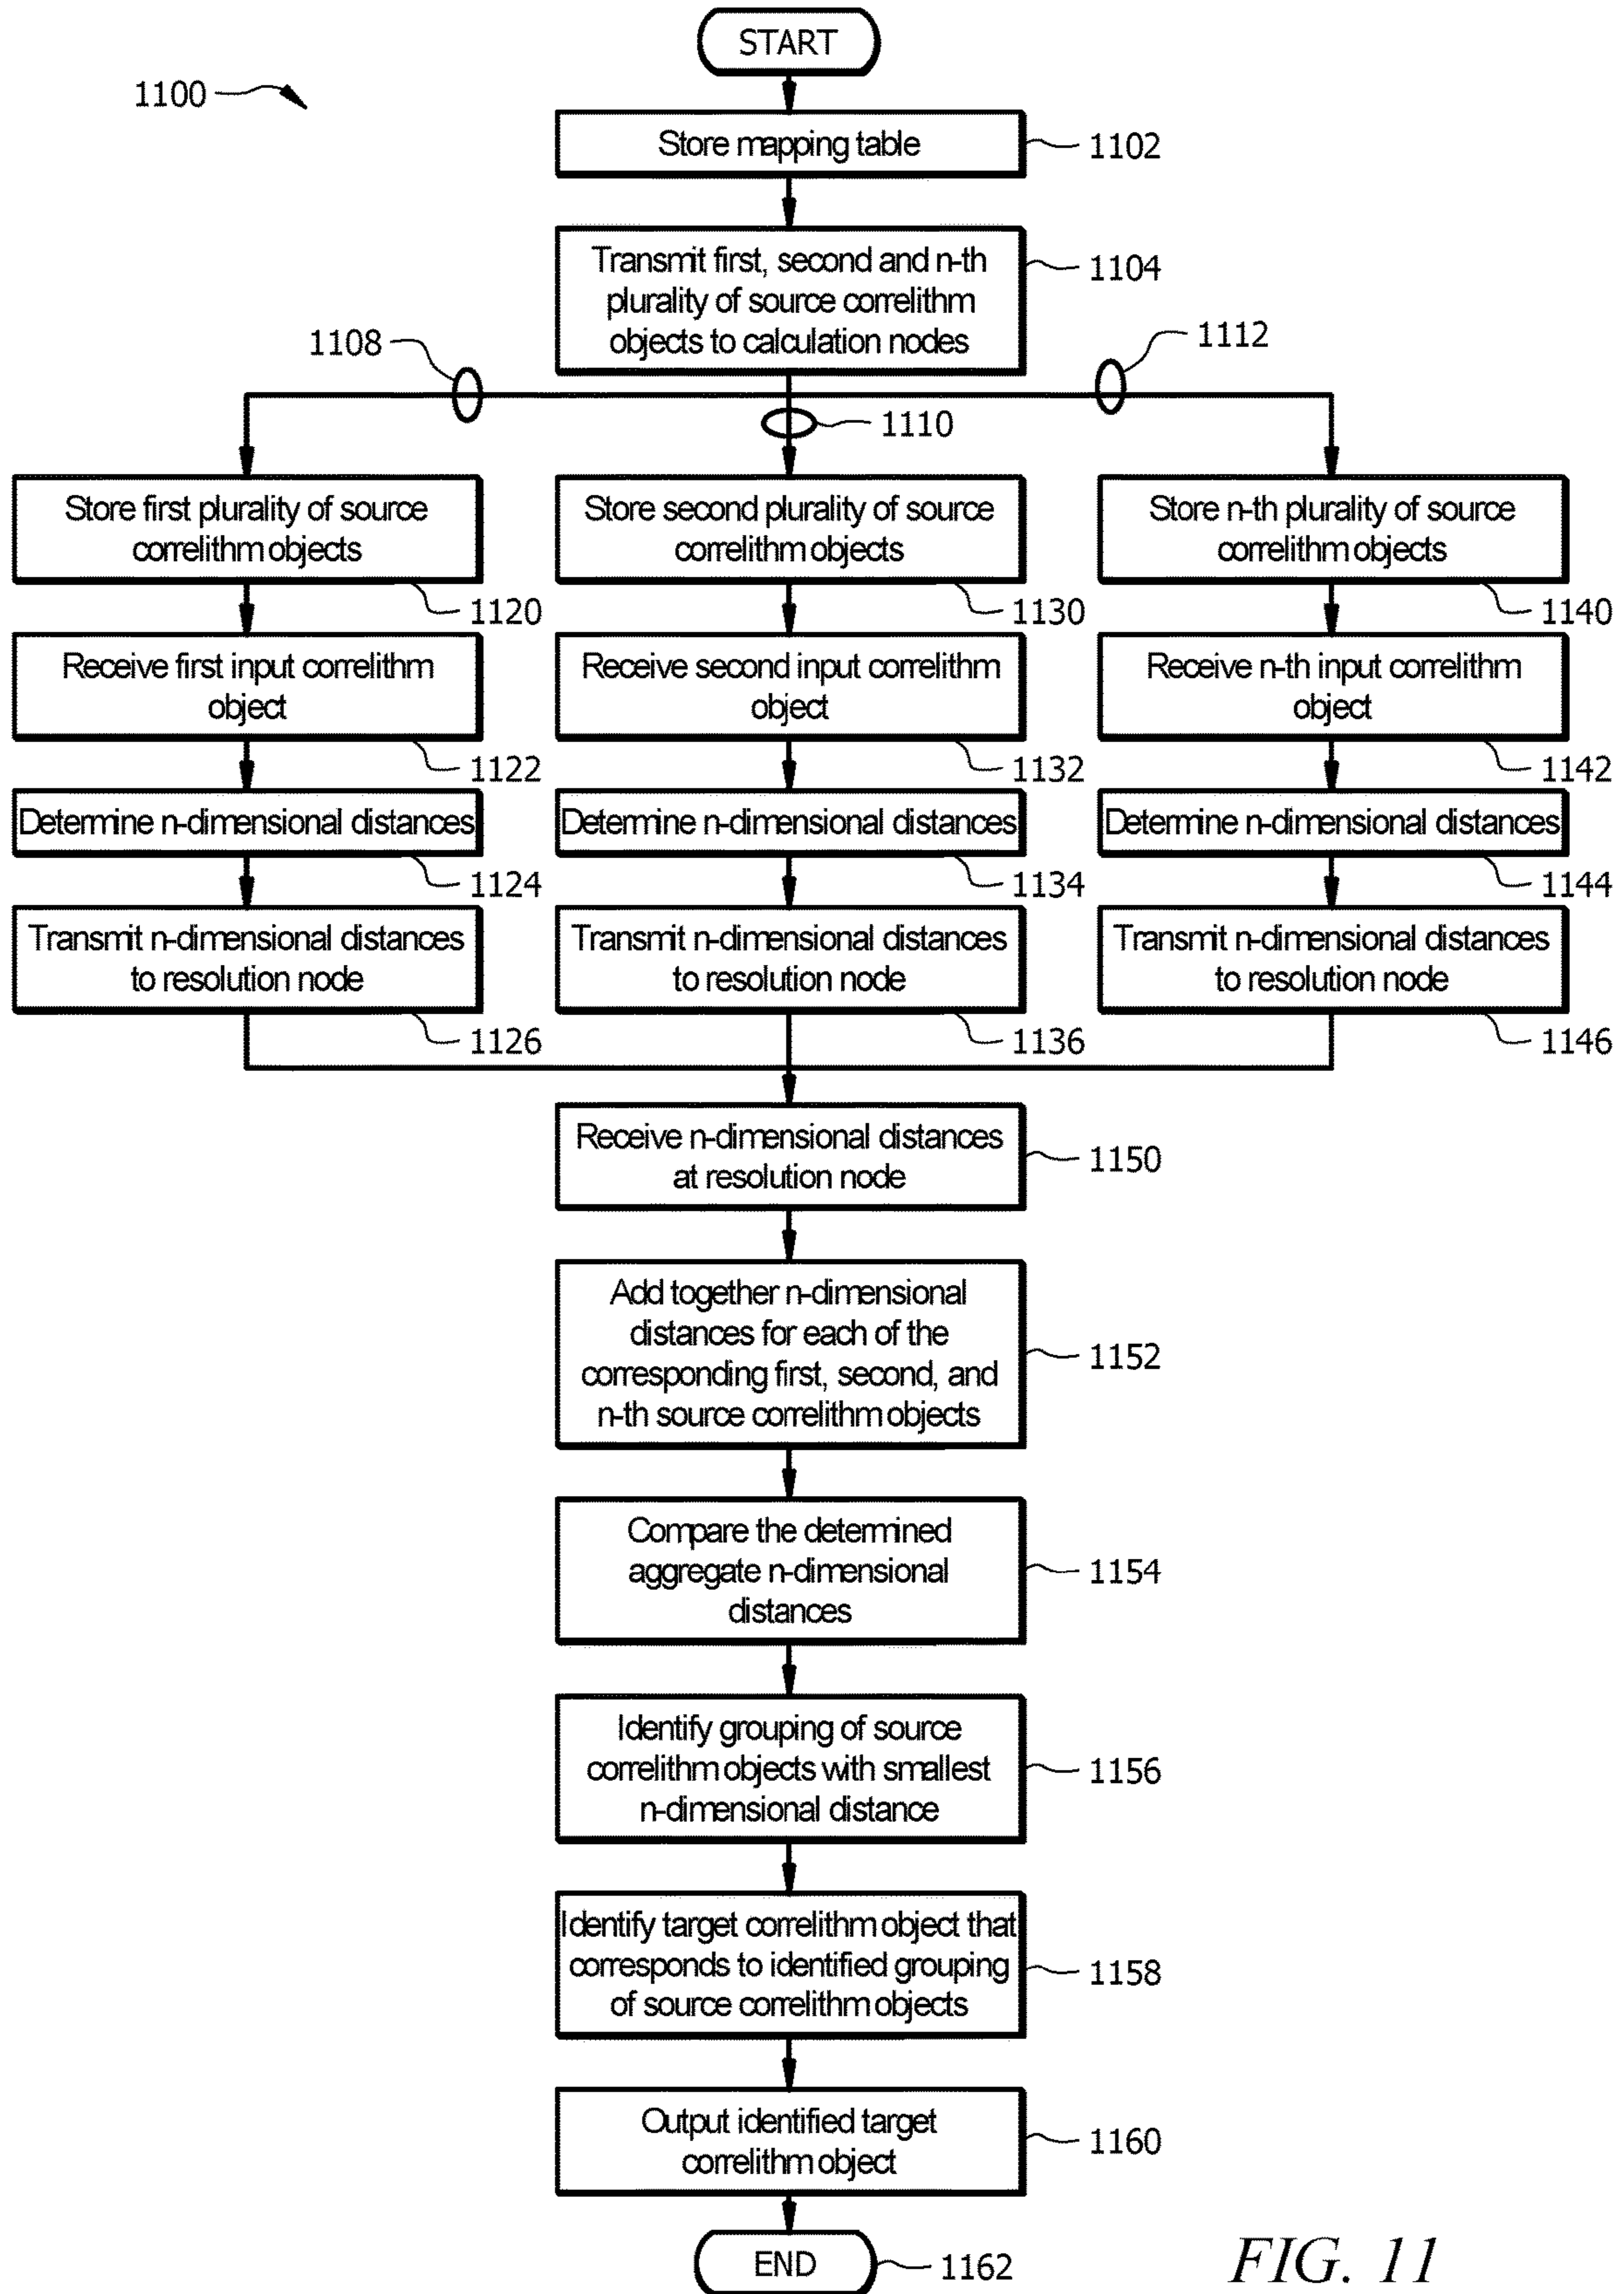 START
1100
Store mapping table
1102
Transmit first, second and n-th
plurality of source correlithm
objects to calculation nodes
1104
1108
1110
1112
Store first plurality of source
correlithm objects
1120
Store second plurality of source
correlithm objects
1130
Store n-th plurality of source
correlithm objects
1140
Receive first input correlithm
object
1122
Receive second input correlithm
object
1132
Receive n-th input correlithm
object
1142
Determine n-dimensional distances
1124
Determine n-dimensional distances
1134
Determine n-dimensional distances
1144
Transmit n-dimensional distances
to resolution node
1126
Transmit n-dimensional distances
to resolution node
1136
Transmit n-dimensional distances
to resolution node
1146
Receive n-dimensional distances
at resolution node
1150
Add together n-dimensional
distances for each of the
corresponding first, second, and
n-th source correlithm objects
1152
Compare the determined
aggregate n-dimensional
distances
1154
Identify grouping of source
correlithm objects with smallest
n-dimensional distance
1156
Identify target correlithm object that
corresponds to identified grouping
of source correlithm objects
1158
Output identified target
correlithm object
1160
END
1162
FIG. 11